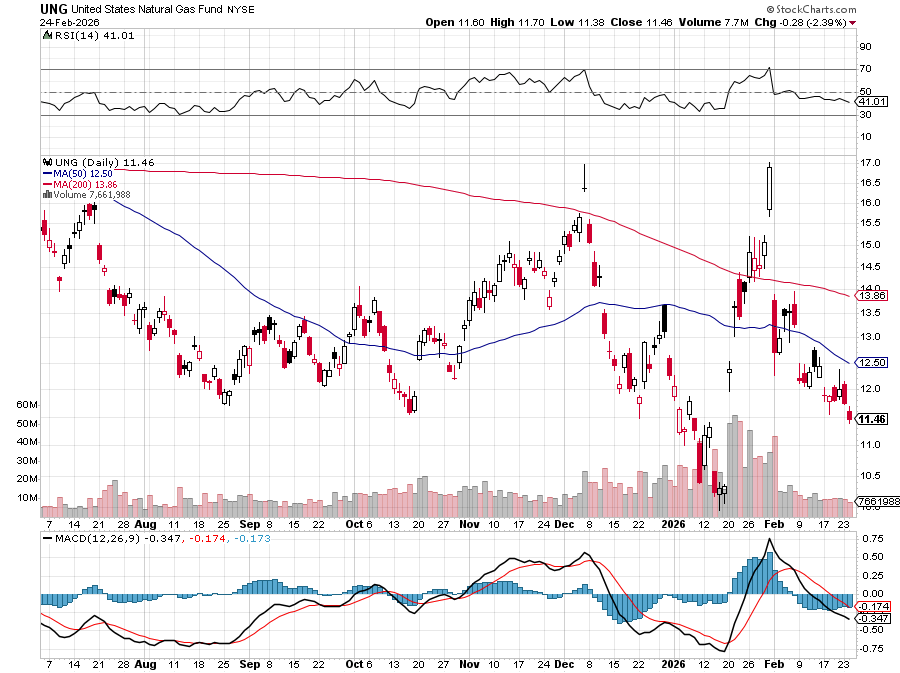 UNG United States Natural Gas Fund NYSE
© StockCharts.com
24-Feb-2026
Open 11.60 High 11.70 Low 11.38 Close 11.46 Volume 7.7M Chg -0.28 (-2.39%)
RSI(14) 41.01
90
70
50
41.01
30
10
UNG (Daily) 11.46
MA(50) 12.50
MA(200) 13.86
Volume 7,661,988
17.0
16.5
16.0
15.5
15.0
14.5
14.0
13.86
13.5
13.0
12.50
12.0
11.46
11.0
10.5
7661988
10.0
60M
50M
40M
30M
20M
10M
7 14 21 28 Aug 11 18 25 Sep 8 15 22 Oct 6 13 20 27 Nov 10 17 24 Dec 8 15 22 2026 12 20 26 Feb 9 17 23
MACD(12,26,9) -0.347, -0.174, -0.173
0.75
0.50
0.25
0.00
-0.174
-0.347
-0.50
-0.75
7 14 21 28 Aug 11 18 25 Sep 8 15 22 Oct 6 13 20 27 Nov 10 17 24 Dec 8 15 22 2026 12 20 26 Feb 9 17 23